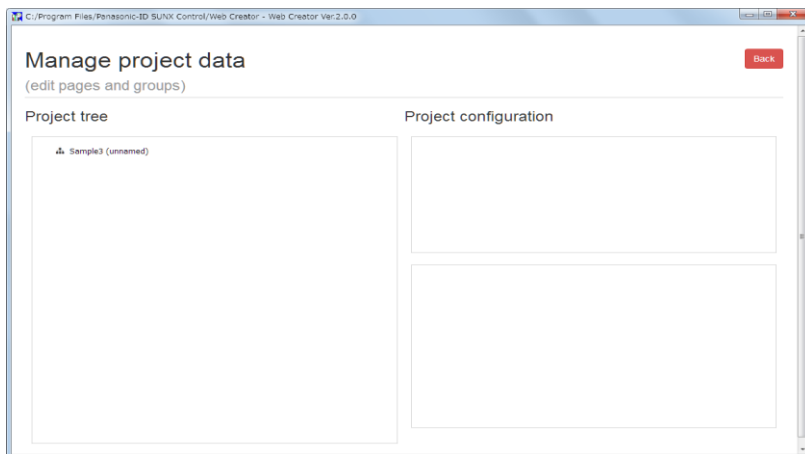 C:/Program Files/Panasonic-ID SUNX Control/Web Creator - Web Creator Ver.2.0.0
Manage project data
Back
(edit pages and groups)
Project tree
Project configuration
Sample3 (unnamed)